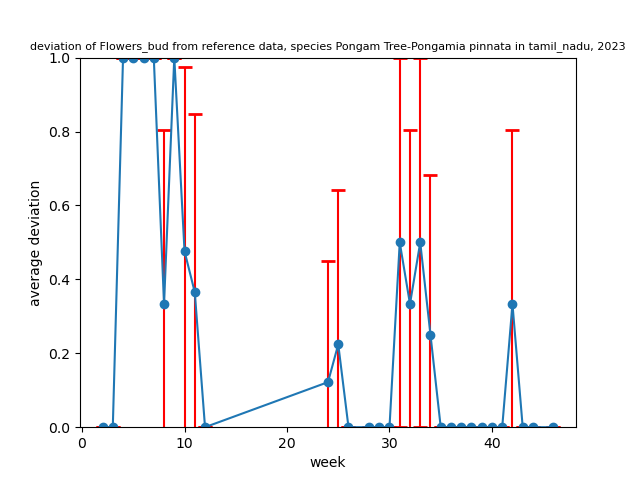 deviation of Flowers_bud from reference data, species Pongam Tree-Pongamia pinnata in tamil_nadu, 2023
1.0
0.8
0.6
0.4
0.2
0.0
average deviation
0 10 20 30 40
week